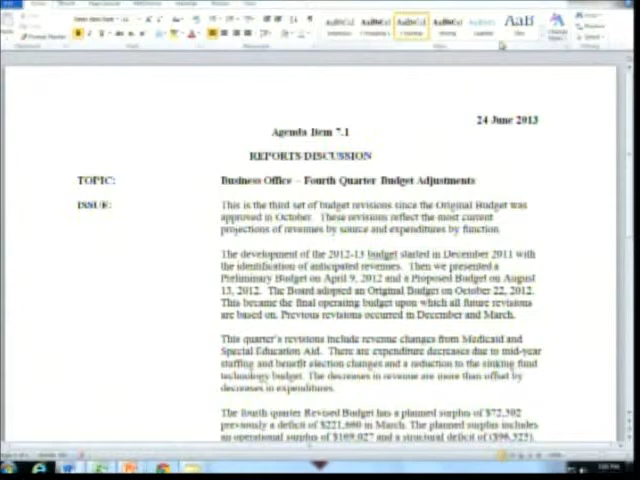 24 June 2013
Agenda Item 7.1
REPORTS/DISCUSSION
TOPIC: Business Office – Fourth Quarter Budget Adjustments
ISSUE: This is the third set of budget revisions since the Original Budget was
approved in October. These revisions reflect the most current
projections of revenues by source and expenditures by function.
The development of the 2012-13 budget started in December 2011 with
the identification of anticipated revenues. Then we presented a
Preliminary Budget on April 9, 2012 and a Proposed Budget on August
13, 2012. The Board adopted an Original Budget on October 22, 2012.
This became the final operating budget upon which all future revisions
are based on. Previous revisions occurred in December and March.
This quarter's revisions include revenue changes from Medicaid and
Special Education Aid. There are expenditure decreases due to mid-year
staffing and benefit election changes and a reduction to the sinking fund
technology budget. The decreases in revenue are more than offset by
decreases in expenditures.
The fourth quarter Revised Budget has a planned surplus of
previously a deficit of $221,660 in March. The planned surplus includes
an operational surplus of $169,027 and a structural deficit of